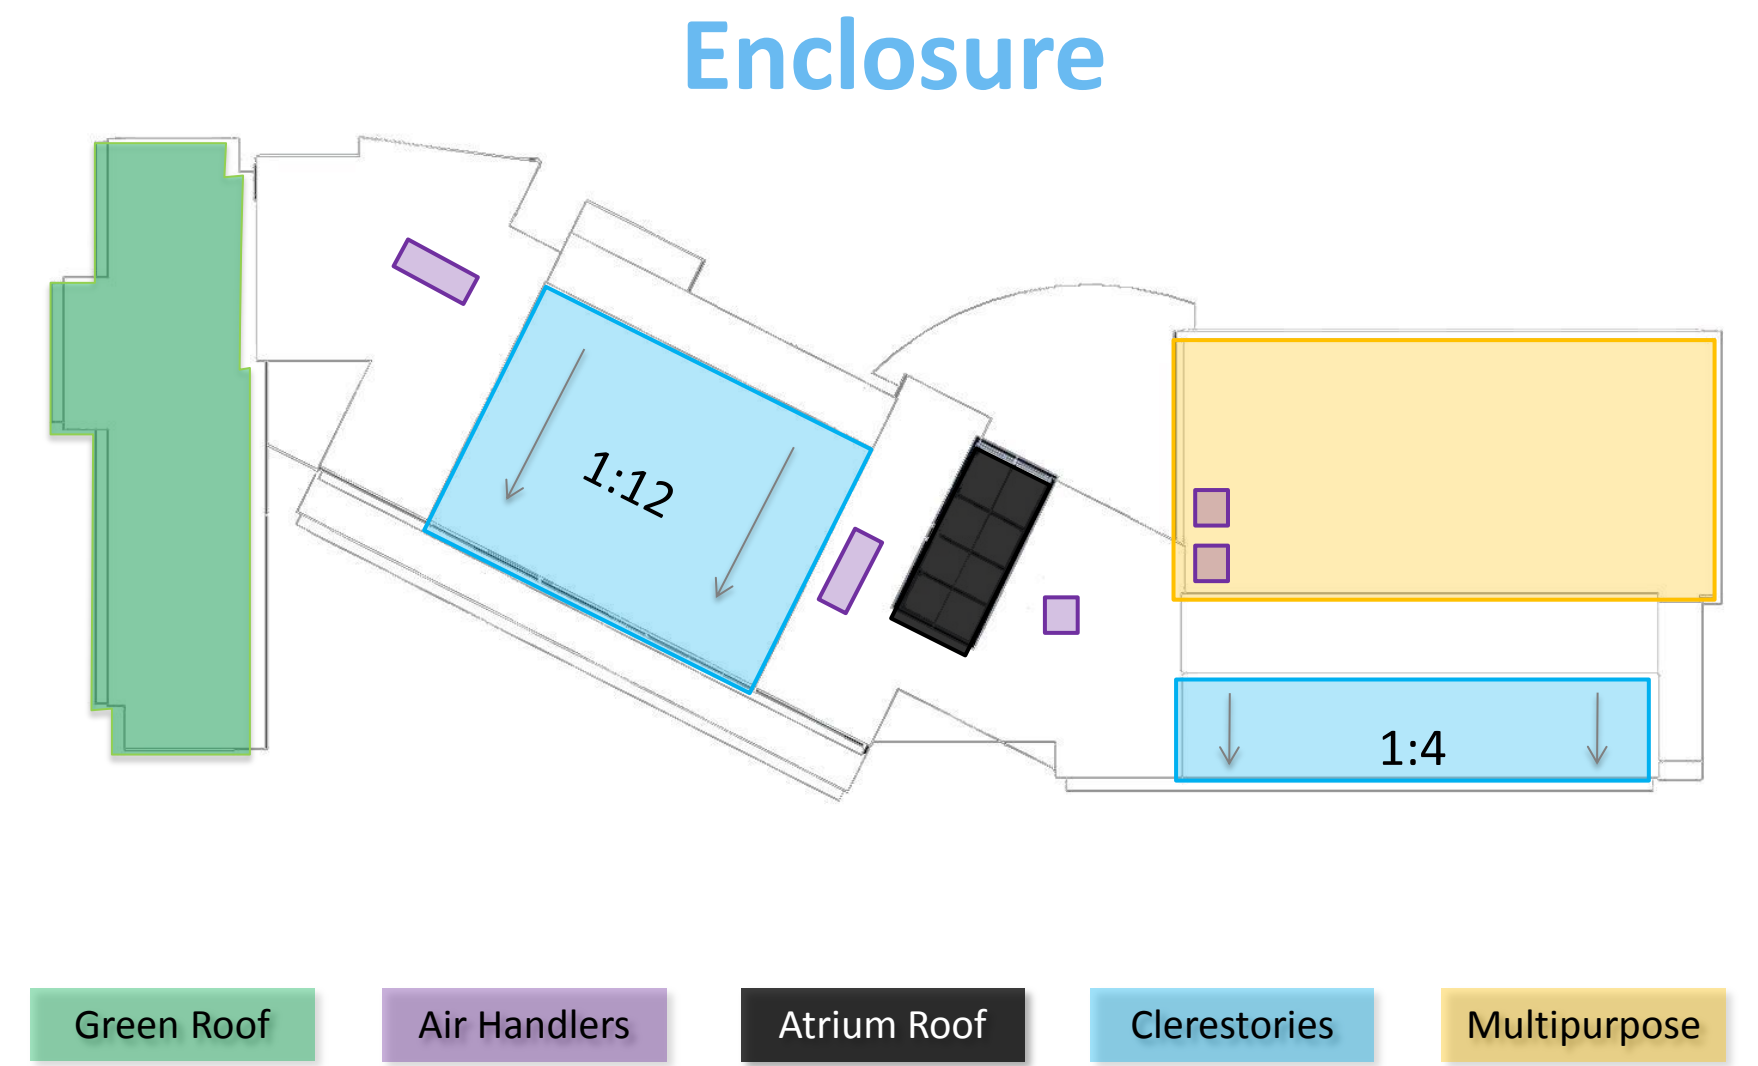 Enclosure
1:12
1:4
Green Roof
Air Handlers
Atrium Roof
Clerestories
Multipurpose